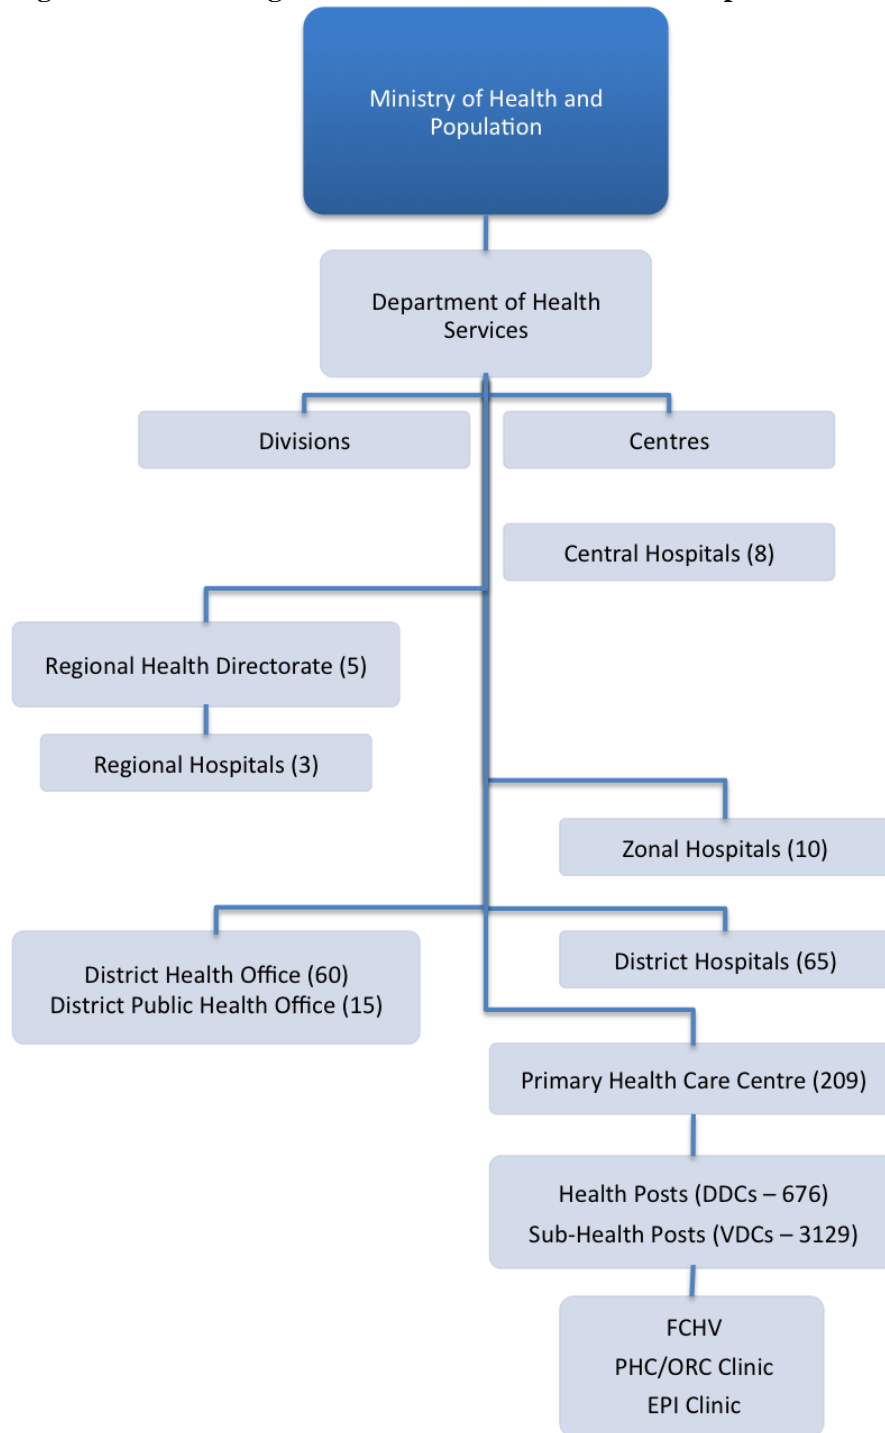 Ministry of Health and
Population
Department of Health
Services
Divisions
Centres
Central Hospitals (8)
Regional Health Directorate (5)
Regional Hospitals (3)
Zonal Hospitals (10)
District Health Office (60)
District Public Health Office (15)
District Hospitals (65)
Primary Health Care Centre (209)
Health Posts (DDCs – 676)
Sub-Health Posts (VDCs – 3129)
FCHV
PHC/ORC Clinic
EPI Clinic